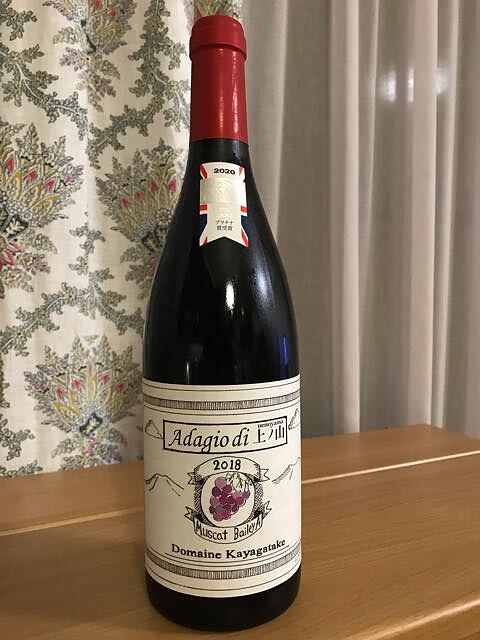 2020
プラチナ
賞受賞
uenoyama
Adagio di 上ノ山
2018
Muscat Bailey A
Domaine Kayagatake